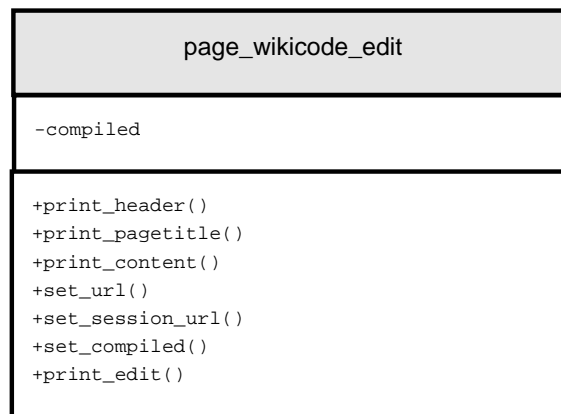 page_wikicode_edit
-compiled
+print_header()
+print_pagetitle()
+print_content()
+set_url()
+set_session_url()
+set_compiled()
+print_edit()